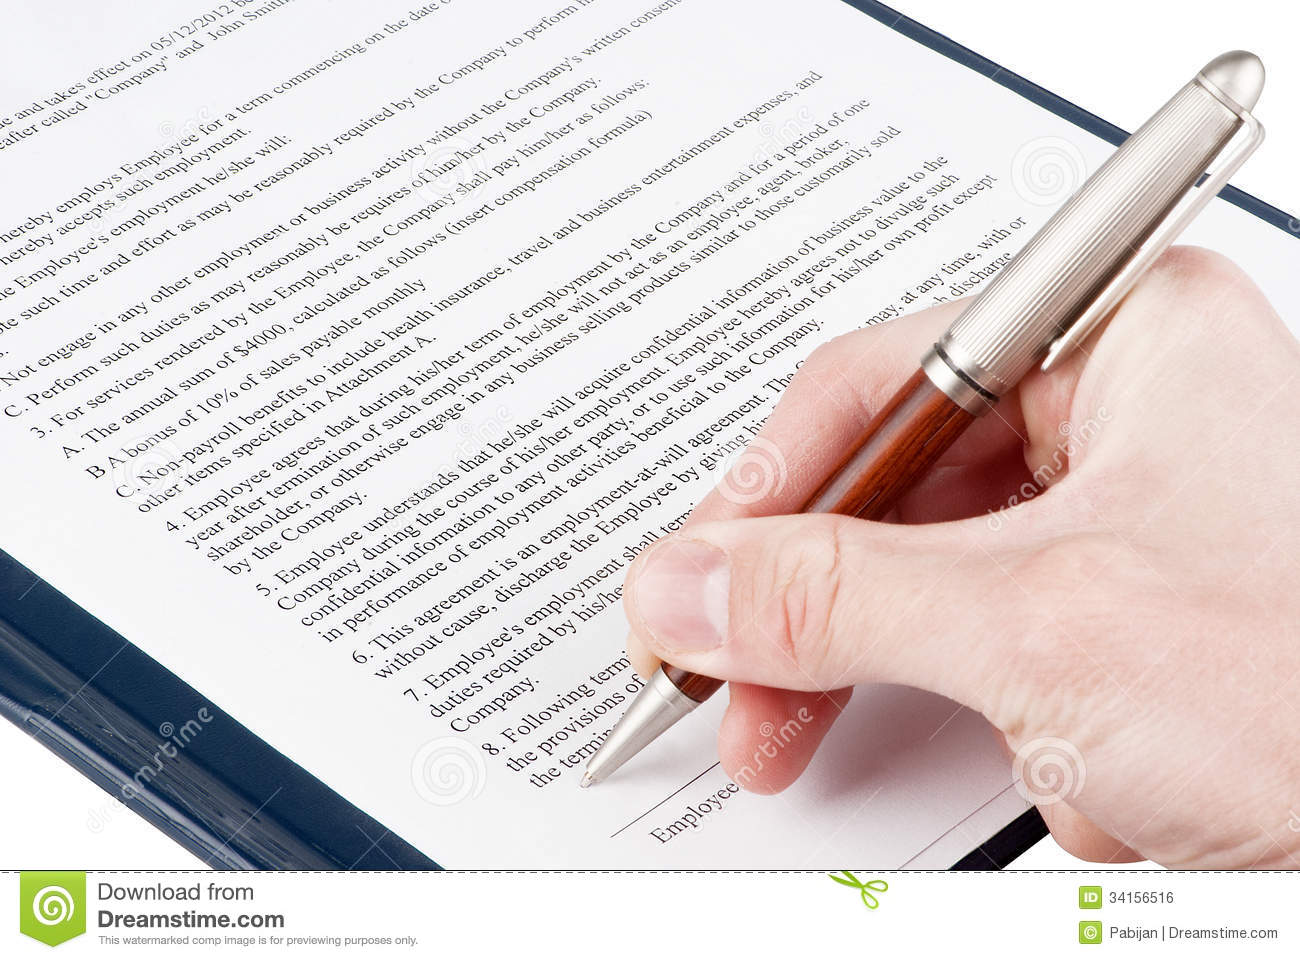 e and takes effect on 05/12/2012 be
after called "Company" and John Smith,
hereby employs Employee for a term commencing on the date o
hereby accepts such employment.
e Employee's employment he/she will:
such time and effort as may be reasonably required by the Company to perform h
Not engage in any other employment or business activity without the Company's written consent
C. Perform such duties as may reasonably be requires of him/her by the Company.
3. For services rendered by the Employee, the Company shall pay him/her as follows:
A. The annual sum of $4000, calculated as follows (insert compensation formula)
B A bonus of 10% of sales payable monthly
C. Non-payroll benefits to include health insurance, travel and business entertainment expenses, and
other items specified in Attachment A.
4. Employee agrees that during his/her term of employment by the Company and for a period of one
year after termination of such employment, he/she will not act as an employee, agent, broker,
shareholder, or otherwise engage in any business selling products similar to those customarily sold
by the Company.
5. Employee understands that he/she will acquire confidential information of business value to the
Company during the course of his/her employment. Employee hereby agrees not to divulge such
confidential information to any other party, or to use such information for his/her own profit except
in performance of employment activities beneficial to the Company.
6. This agreement is an employment-at-will agreement. The may, at any time, with or
without cause, discharge the Employee by giving hi discharge
7. Employee's employment shall term
duties required by his/he
Company.
8. Following term
the provisions of
the termi
Employee
Download from
Dreamstime.com
This watermarked comp image is for previewing purposes only.
ID 34156516
© Pabijan | Dreamstime.com